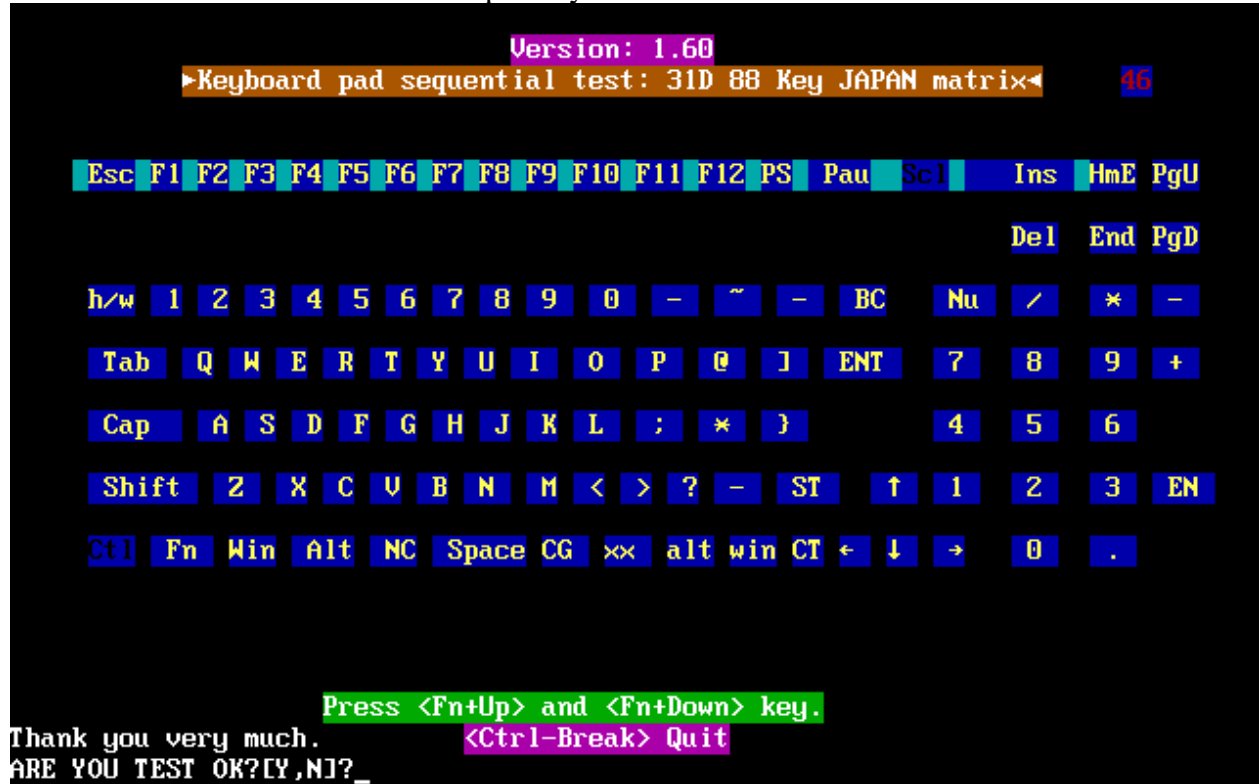 Version: 1.60
►Keyboard pad sequential test: 31D 88 Key JAPAN matrix◄ 46
Esc F1 F2 F3 F4 F5 F6 F7 F8 F9 F10 F11 F12 PS Pau Scl Ins HmE PgU
Del End PgD
h/w 1 2 3 4 5 6 7 8 9 0 - ~ - BC Nu / * -
Tab Q W E R T Y U I O P @ ] ENT 7 8 9 +
Cap A S D F G H J K L ; * } 4 5 6
Shift Z X C V B N M < > ? - ST ↑ 1 2 3 EN
Ctl Fn Win Alt NC Space CG xx alt win CT ← ↓ → 0 .
Press <Fn+Up> and <Fn+Down> key.
Thank you very much. <Ctrl-Break> Quit
ARE YOU TEST OK?[Y,N]?_